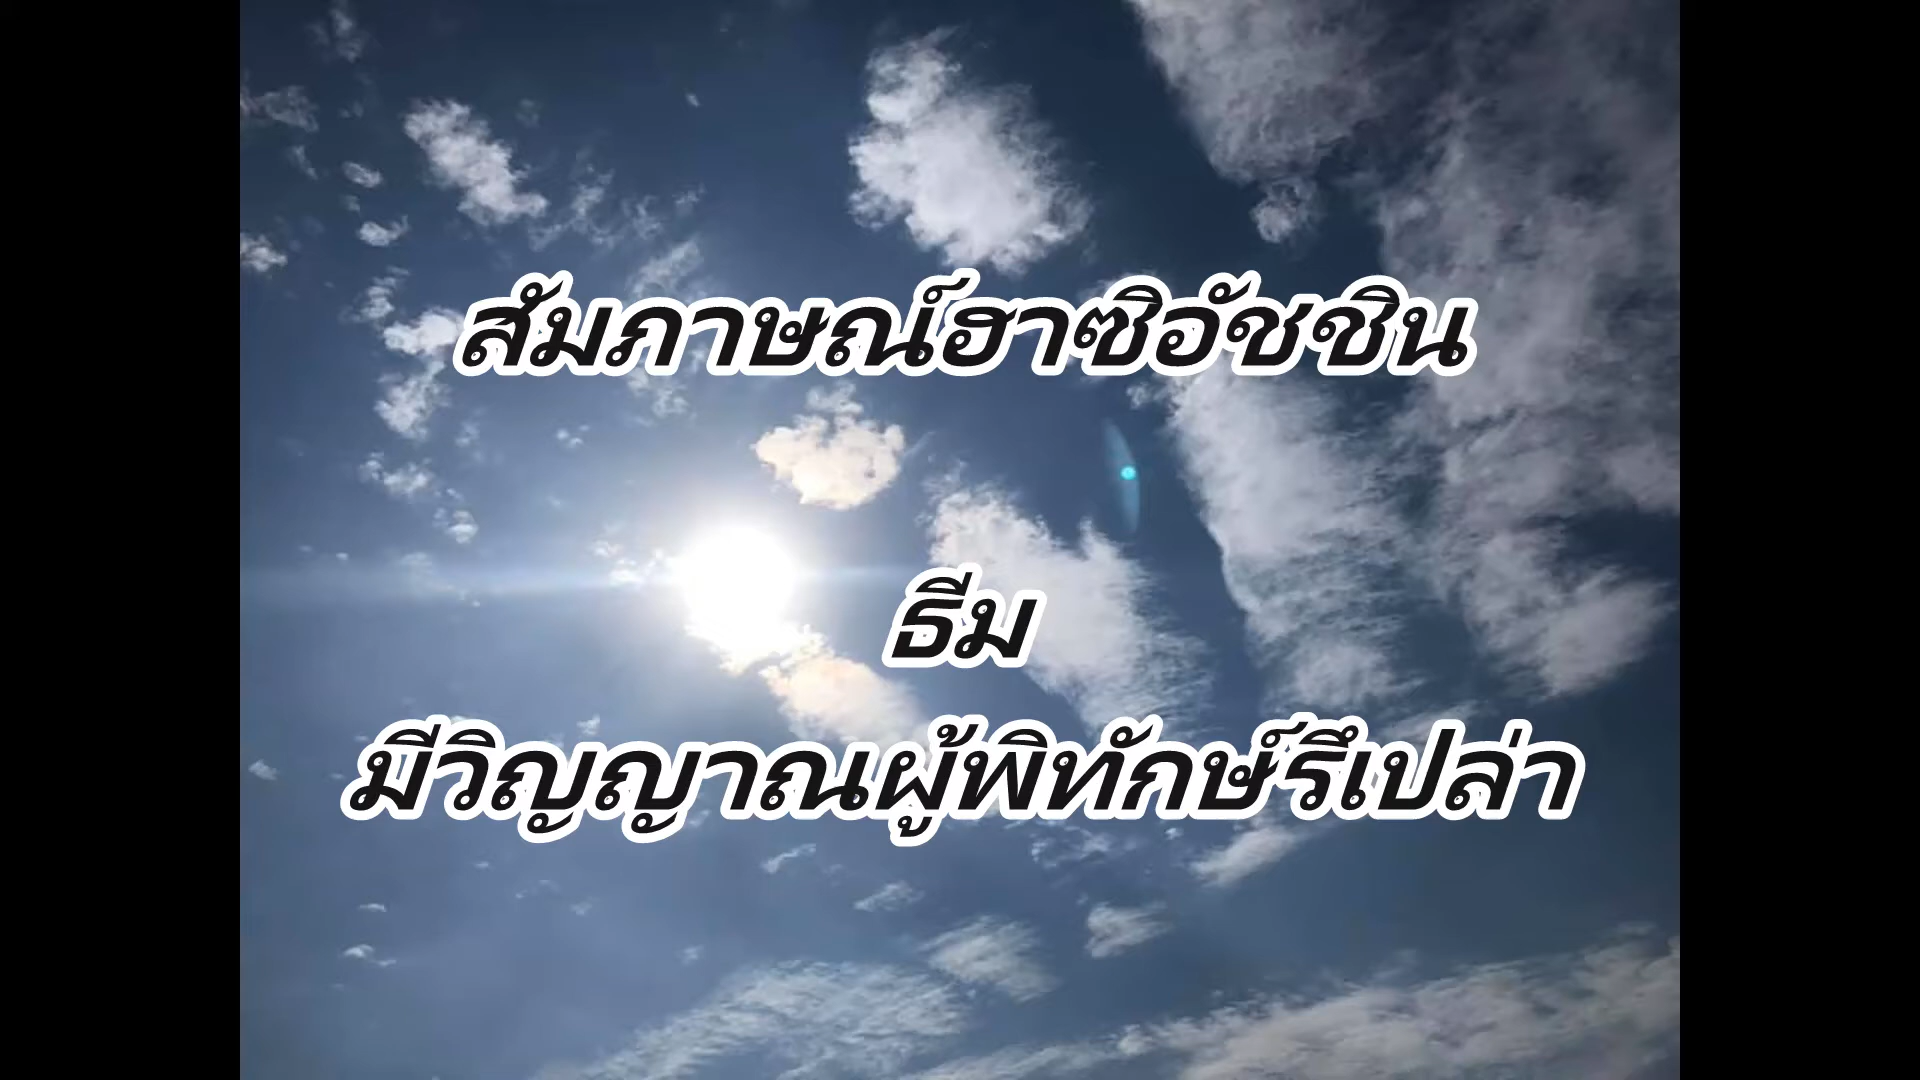 สัมภาษณ์ฮาซิอัชชิน
ธีม
มีวิญญาณผู้พิทักษ์รึเปล่า